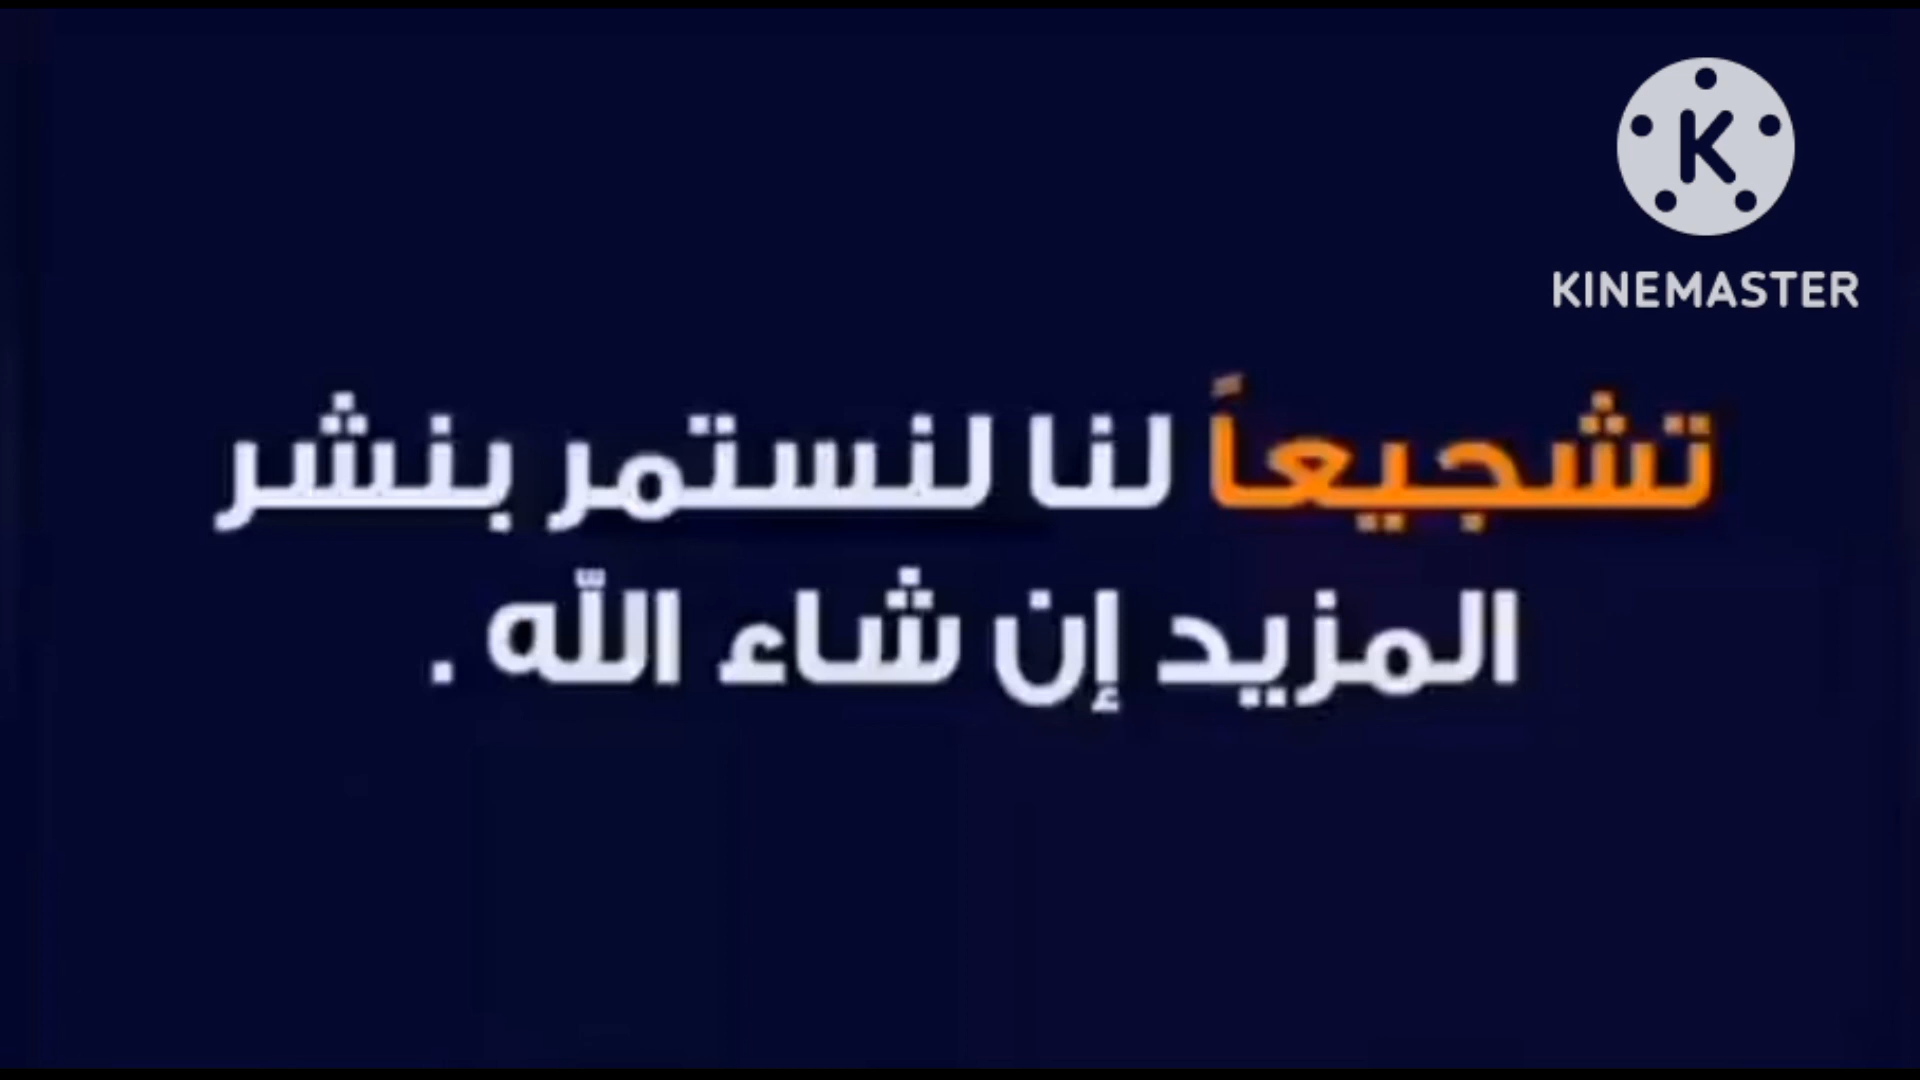 KINEMASTER
تشجيعاً لنا لنستمر بنشر
المزيد إن شاء الله .